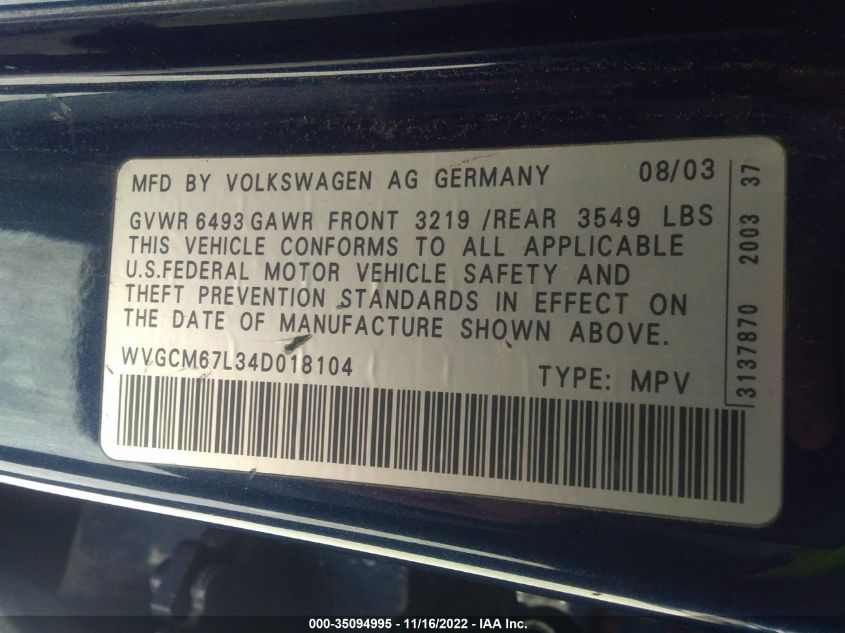 MFD BY VOLKSWAGEN AG GERMANY 08/03
GVWR 6493 GAWR FRONT 3219 /REAR 3549 LBS
THIS VEHICLE CONFORMS TO ALL APPLICABLE
U.S.FEDERAL MOTOR VEHICLE SAFETY AND
THEFT PREVENTION STANDARDS IN EFFECT ON
THE DATE OF MANUFACTURE SHOWN ABOVE.
WVGCM67L34D018104
TYPE: MPV
3137870 2003 37
000-35094995 - 11/16/2022 - IAA Inc.